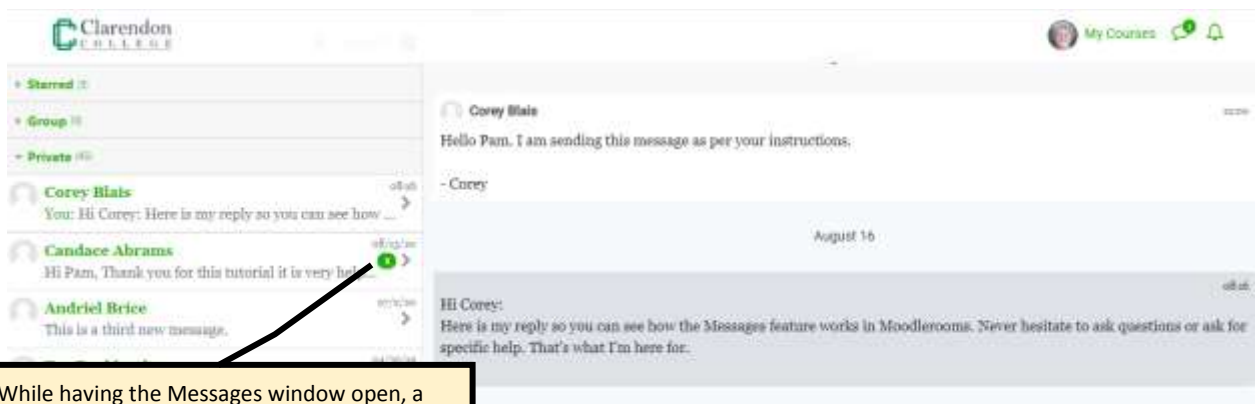 Clarendon
COLLEGE
My Courses
Starred
Group
Private
Corey Blais
You: Hi Corey: Here is my reply so you can see how ...
Candace Abrams
Hi Pam, Thank you for this tutorial it is very
Andriel Brice
This is a third new message.
Corey Blais
Hello Pam. I am sending this message as per your instructions.
- Corey
August 16
Hi Corey:
Here is my reply so you can see how the Messages feature works in Moodlerooms. Never hesitate to ask questions or ask for
specific help. That's what I'm here for.
While having the Messages window open, a